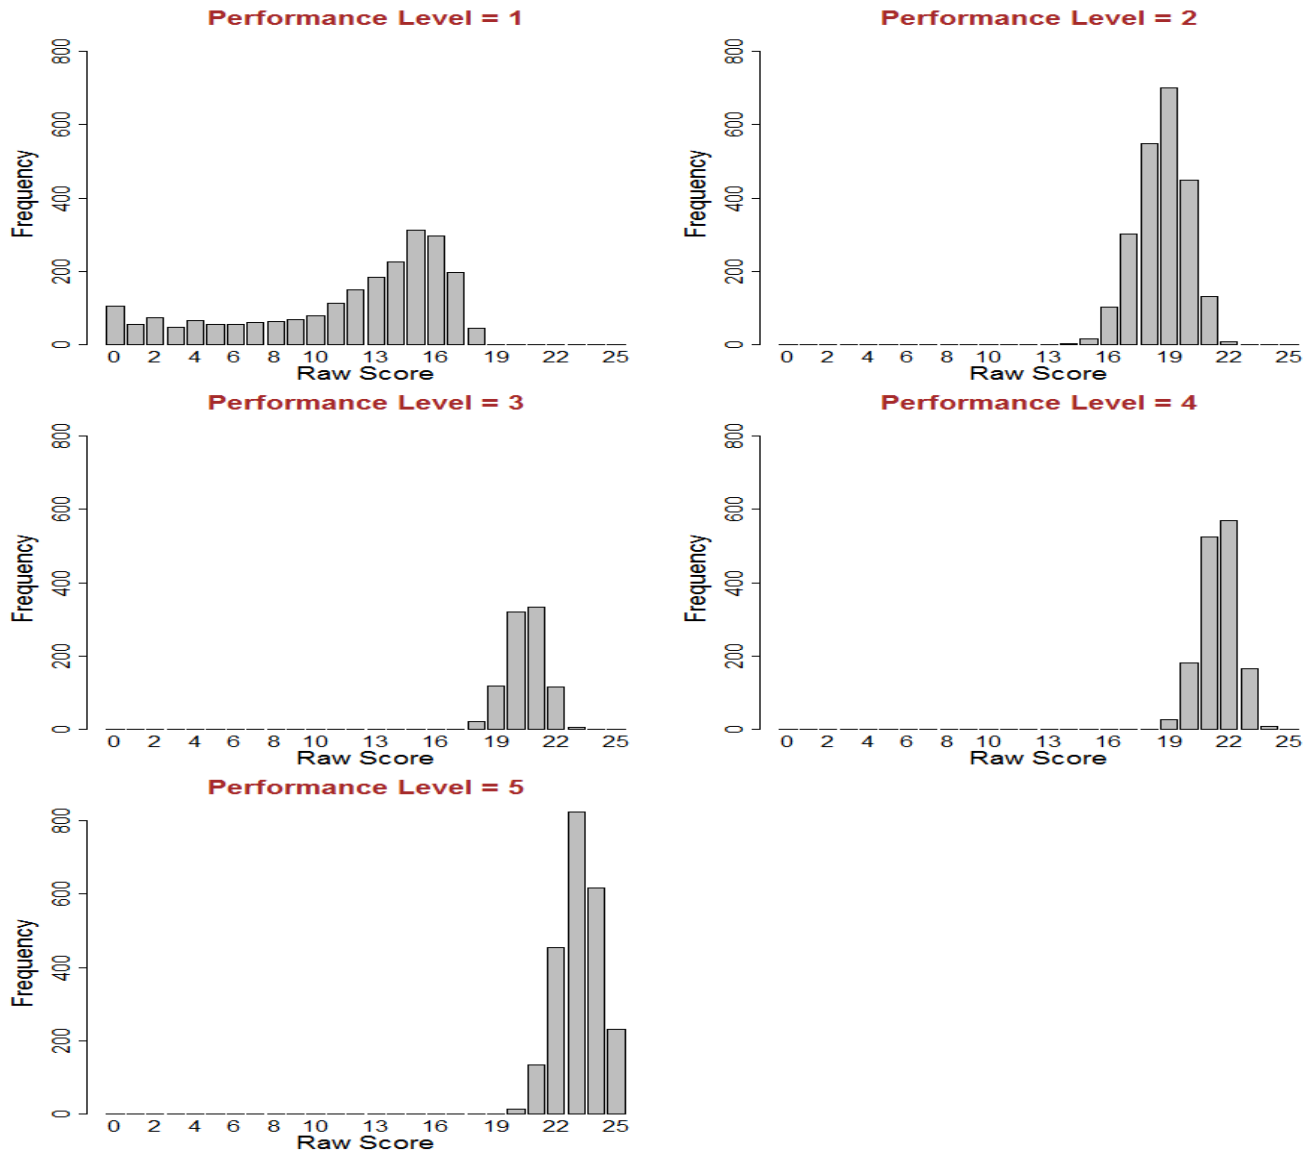 Performance Level = 1
800
600
400
200
0
Frequency
0 2 4 6 8 10 13 16 19 22 25
Raw Score
Performance Level = 2
800
600
400
200
0
Frequency
0 2 4 6 8 10 13 16 19 22 25
Raw Score
Performance Level = 3
800
600
400
200
0
Frequency
0 2 4 6 8 10 13 16 19 22 25
Raw Score
Performance Level = 4
800
600
400
200
0
Frequency
0 2 4 6 8 10 13 16 19 22 25
Raw Score
Performance Level = 5
800
600
400
200
0
Frequency
0 2 4 6 8 10 13 16 19 22 25
Raw Score